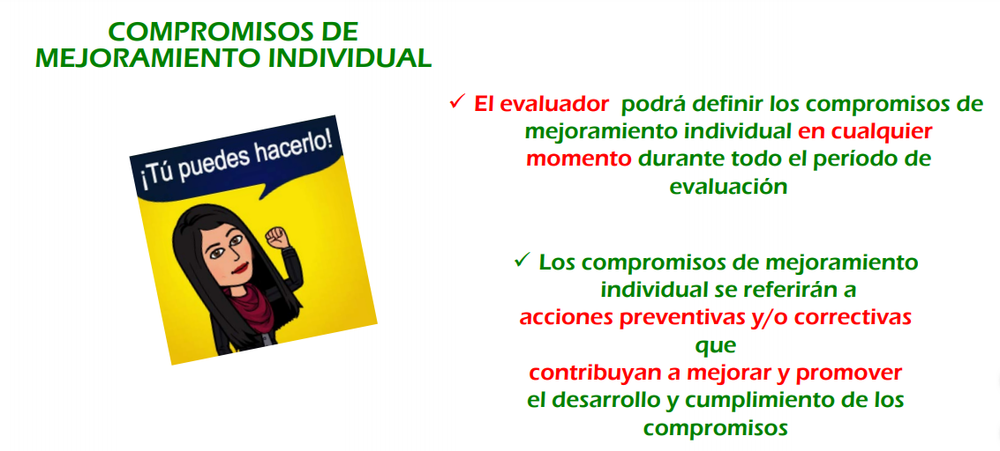 COMPROMISOS DE
MEJORAMIENTO INDIVIDUAL
¡Tú puedes hacerlo!
✓ El evaluador podrá definir los compromisos de
mejoramiento individual en cualquier
momento durante todo el período de
evaluación
✓ Los compromisos de mejoramiento
individual se referirán a
acciones preventivas y/o correctivas
que
contribuyan a mejorar y promover
el desarrollo y cumplimiento de los
compromisos